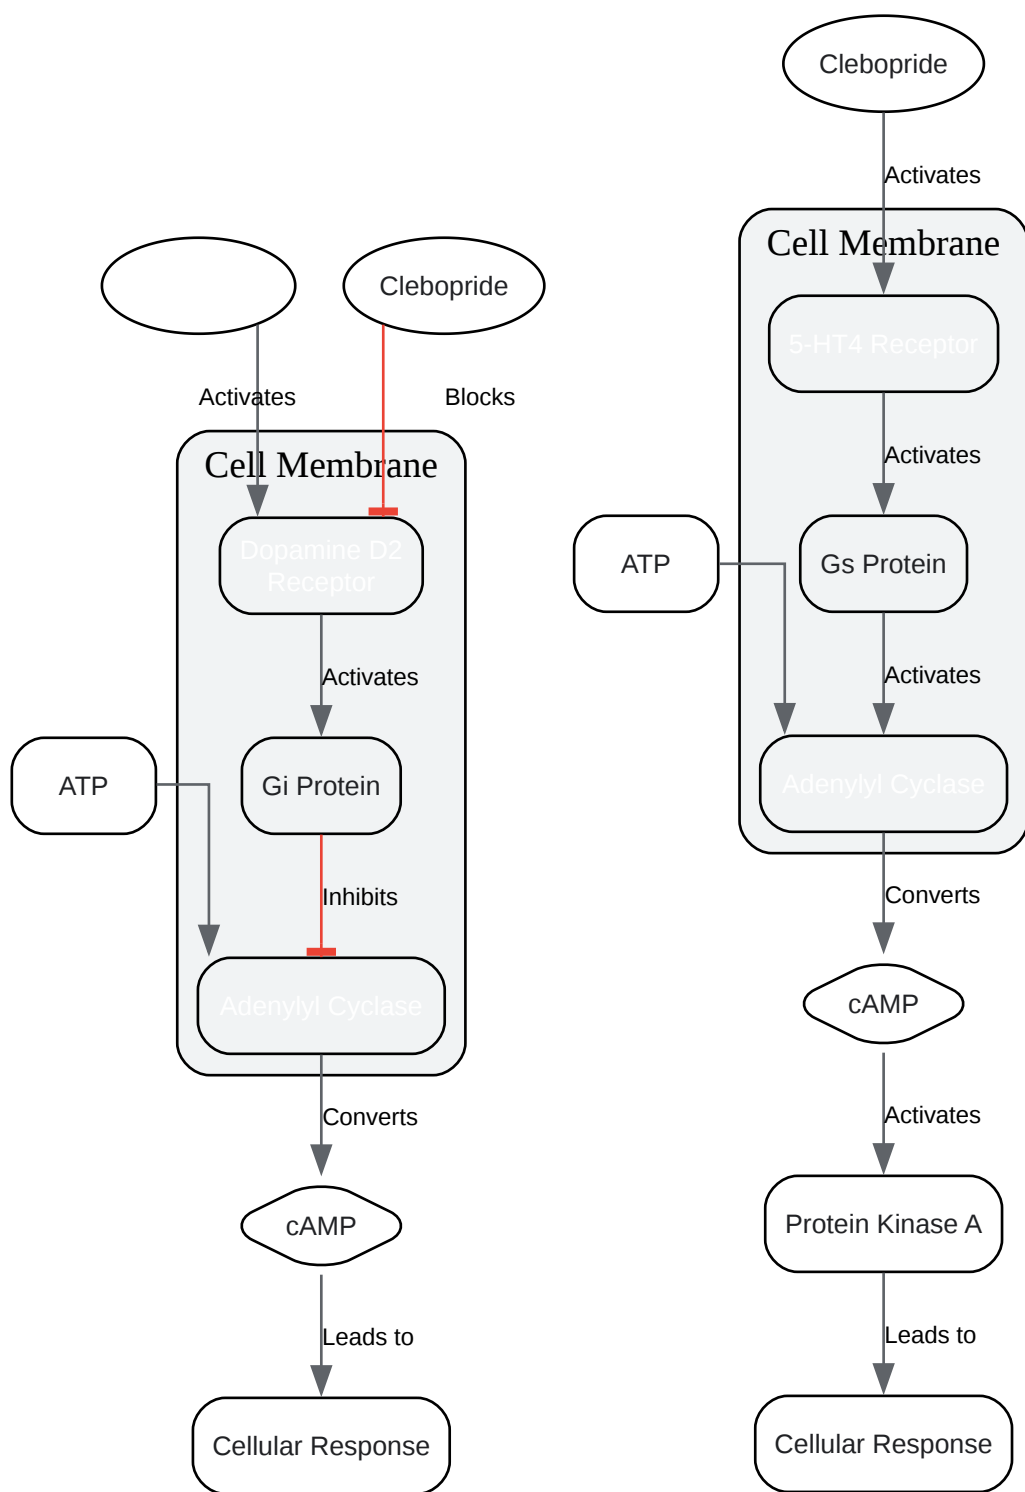 Clebopride
Activates
Cell Membrane
5-HT4 Receptor
Activates
Gs Protein
ATP
Activates
Adenylyl Cyclase
Converts
cAMP
Activates
Protein Kinase A
Leads to
Cellular Response
Clebopride
Activates
Blocks
Cell Membrane
Dopamine D2
Receptor
Activates
ATP
Gi Protein
Inhibits
Adenylyl Cyclase
Converts
cAMP
Leads to
Cellular Response